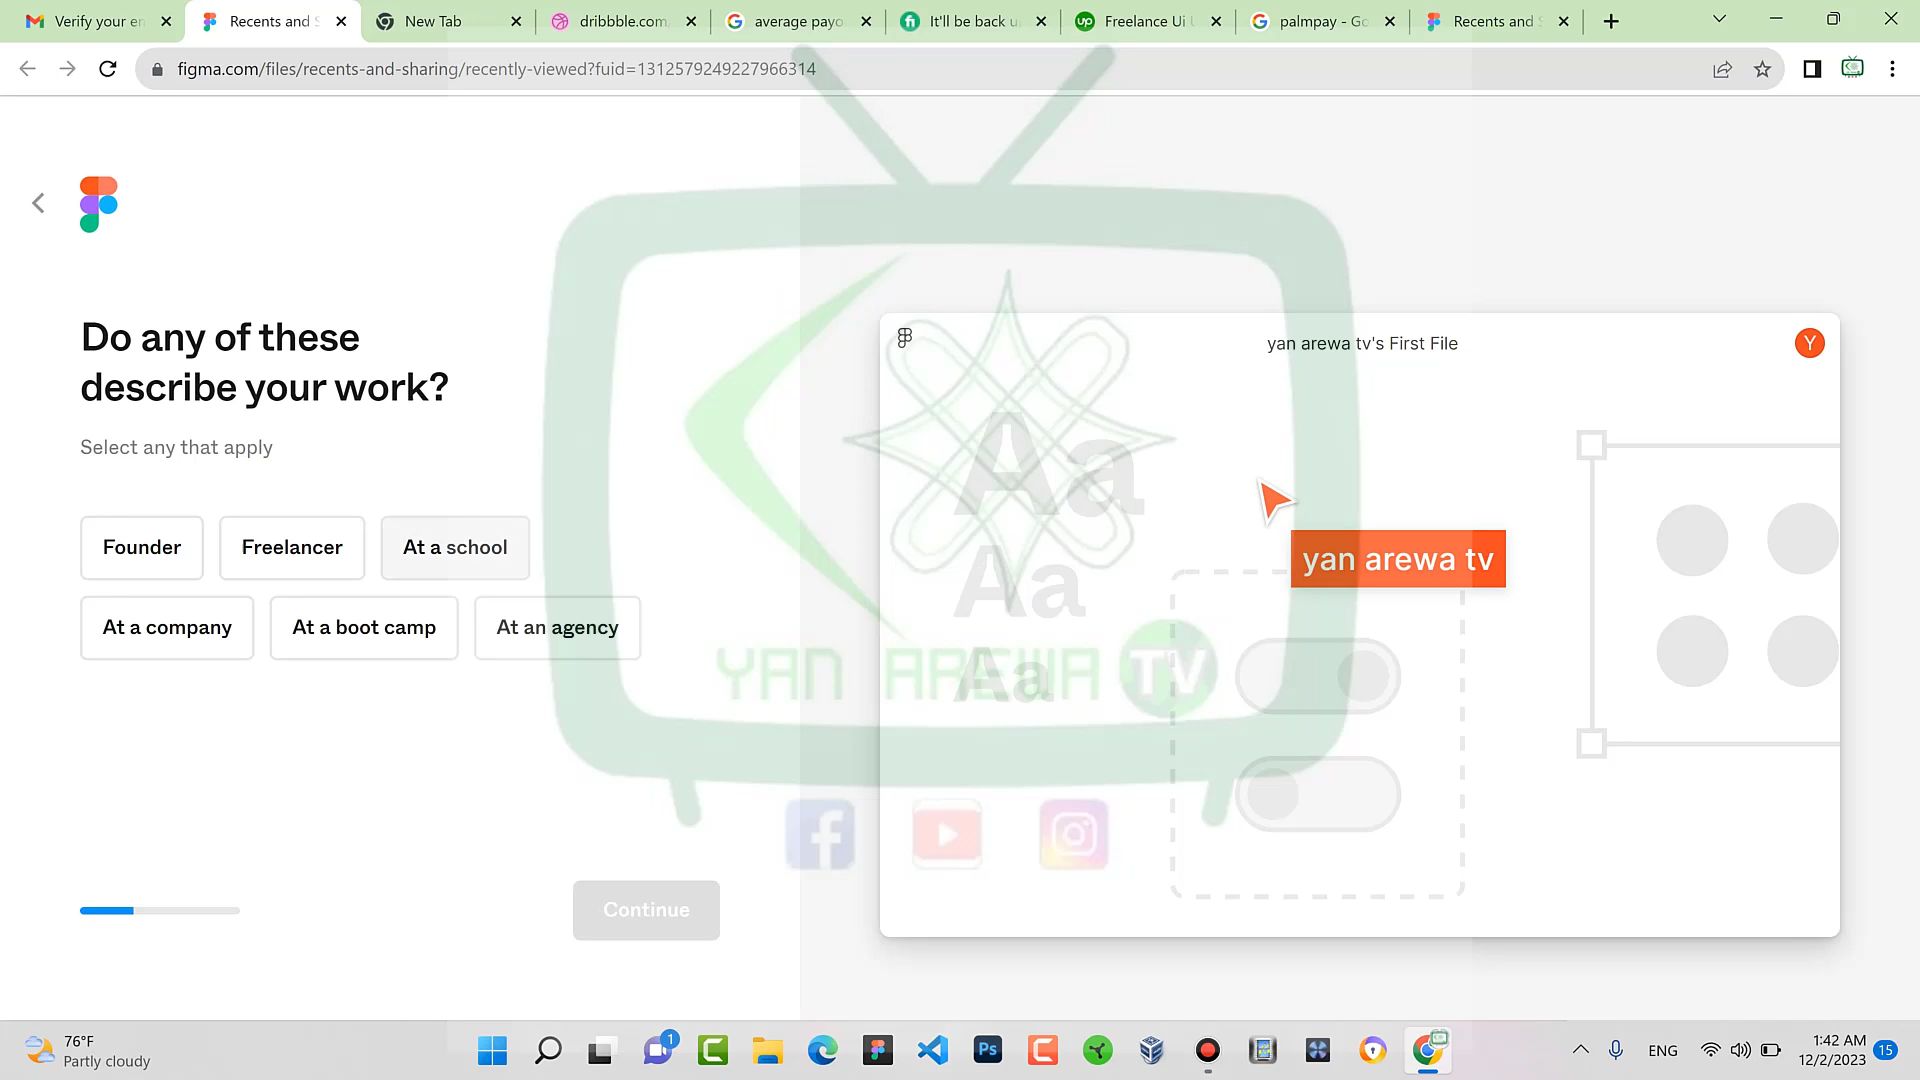 Verify your en
Recents and S
New Tab
dribbble.com
average payo
It'll be back u
Freelance Ui U
palmpay - Go
Recents and S
figma.com/files/recents-and-sharing/recently-viewed?fuid=1312579249227966314
Do any of these
describe your work?
Select any that apply
Founder
Freelancer
At a school
At a company
At a boot camp
At an agency
Continue
yan arewa tv's First File
Y
Aa
Aa
Aa
yan arewa tv
YAN AREWA TV
76°F
Partly cloudy
1
Ps
ENG
1:42 AM
12/2/2023
15